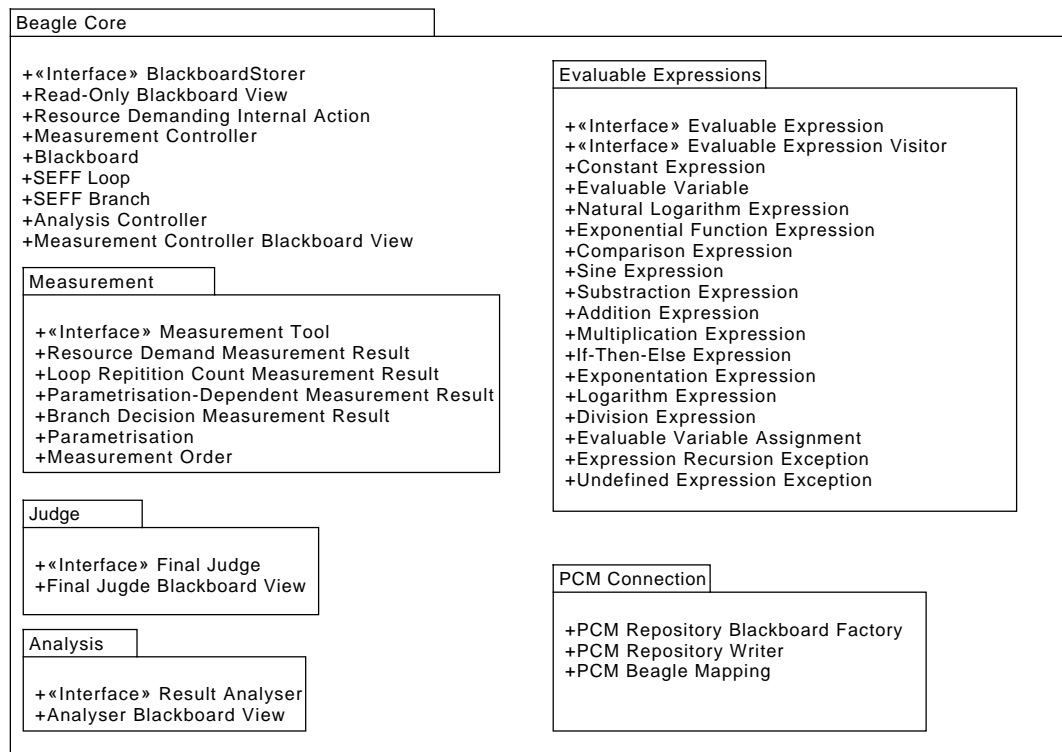 Beagle Core
+«Interface» BlackboardStorer
+Read-Only Blackboard View
+Resource Demanding Internal Action
+Measurement Controller
+Blackboard
+SEFF Loop
+SEFF Branch
+Analysis Controller
+Measurement Controller Blackboard View
Measurement
+«Interface» Measurement Tool
+Resource Demand Measurement Result
+Loop Repitition Count Measurement Result
+Parametrisation-Dependent Measurement Result
+Branch Decision Measurement Result
+Parametrisation
+Measurement Order
Judge
+«Interface» Final Judge
+Final Jugde Blackboard View
Analysis
+«Interface» Result Analyser
+Analyser Blackboard View
Evaluable Expressions
+«Interface» Evaluable Expression
+«Interface» Evaluable Expression Visitor
+Constant Expression
+Evaluable Variable
+Natural Logarithm Expression
+Exponential Function Expression
+Comparison Expression
+Sine Expression
+Substraction Expression
+Addition Expression
+Multiplication Expression
+If-Then-Else Expression
+Exponentation Expression
+Logarithm Expression
+Division Expression
+Evaluable Variable Assignment
+Expression Recursion Exception
+Undefined Expression Exception
PCM Connection
+PCM Repository Blackboard Factory
+PCM Repository Writer
+PCM Beagle Mapping